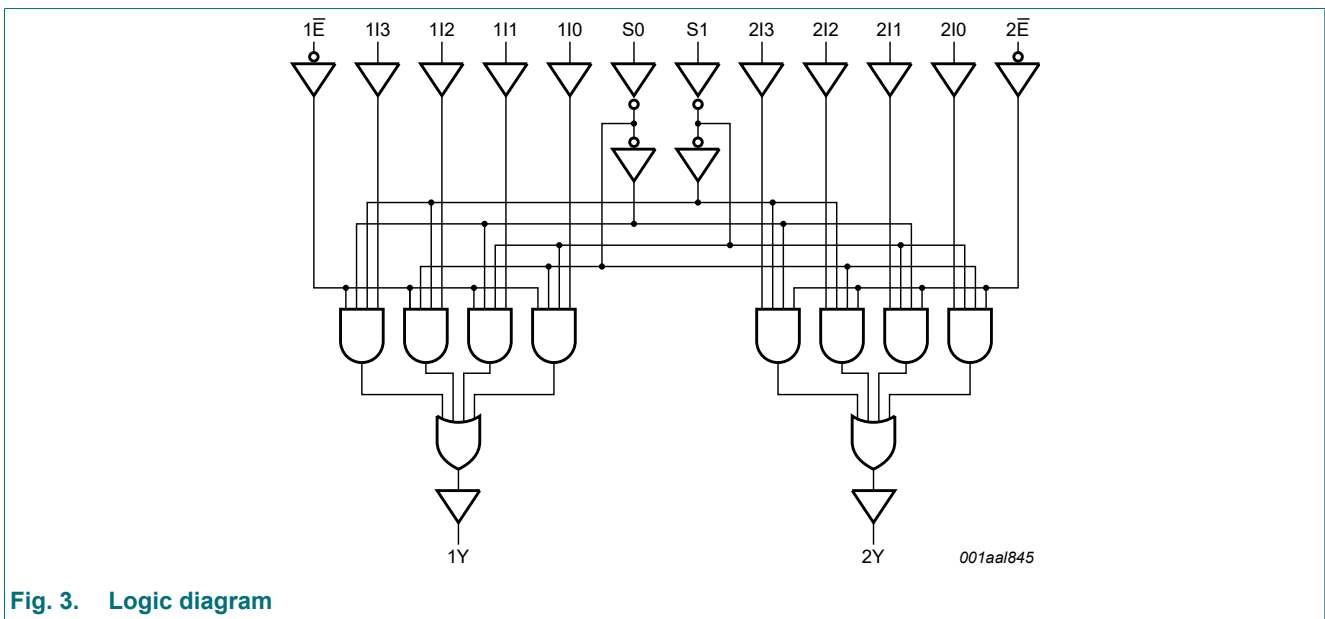 1E̅ 1I3 1I2 1I1 1I0 S0 S1 2I3 2I2 2I1 2I0 2E̅
1Y 2Y 001aal845
Fig. 3. Logic diagram